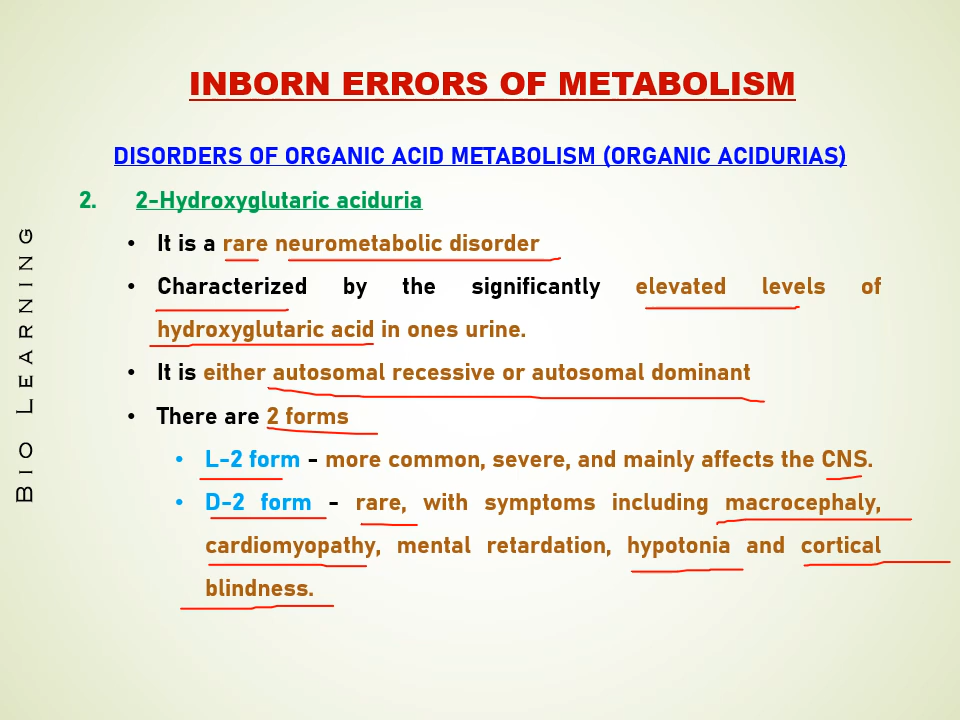 INBORN ERRORS OF METABOLISM
DISORDERS OF ORGANIC ACID METABOLISM (ORGANIC ACIDURIAS)
2. 2-Hydroxyglutaric aciduria
• It is a rare neurometabolic disorder
• Characterized by the significantly elevated levels of
hydroxyglutaric acid in ones urine.
• It is either autosomal recessive or autosomal dominant
• There are 2 forms
• L-2 form - more common, severe, and mainly affects the CNS.
• D-2 form - rare, with symptoms including macrocephaly,
cardiomyopathy, mental retardation, hypotonia and cortical
blindness.
BIO LEARNING